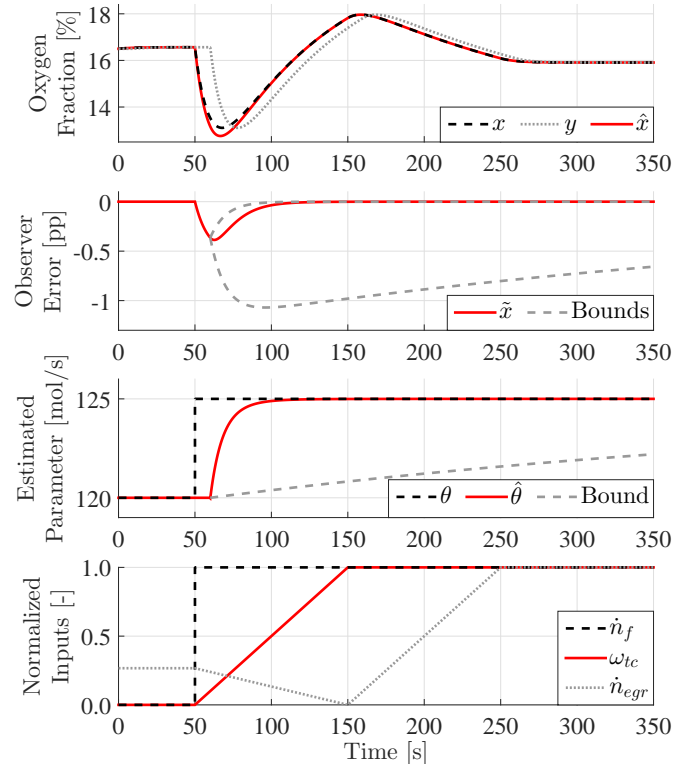 Oxygen
Fraction [%]
18
16
14
x y x̂
0 50 100 150 200 250 300 350
Observer
Error [pp]
0
-0.5
-1
x̃ Bounds
0 50 100 150 200 250 300 350
Estimated
Parameter [mol/s]
125
120
θ θ̂ Bound
0 50 100 150 200 250 300 350
Normalized
Inputs [-]
1.0
0.5
0.0
ṅ_f
ω_tc
ṅ_egr
0 50 100 150 200 250 300 350
Time [s]